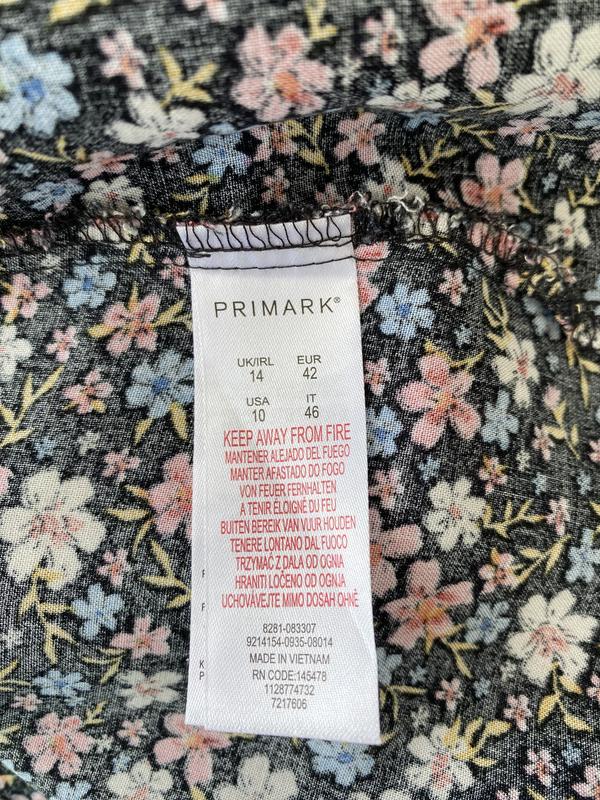 PRIMARK®
UK/IRL EUR
14 42
USA IT
10 46
KEEP AWAY FROM FIRE
MANTENER ALEJADO DEL FUEGO
MANTER AFASTADO DO FOGO
VON FEUER FERNHALTEN
A TENIR ÉLOIGNÉ DU FEU
BUITEN BEREIK VAN VUUR HOUDEN
TENERE LONTANO DAL FUOCO
TRZYMAĆ Z DALA OD OGNIA
HRANITI LOČENO OD OGNJA
UCHOVÁVEJTE MIMO DOSAH OHNĚ
8281-083307
9214154-0935-08014
MADE IN VIETNAM
RN CODE:145478
1128774732
7217606
K
P